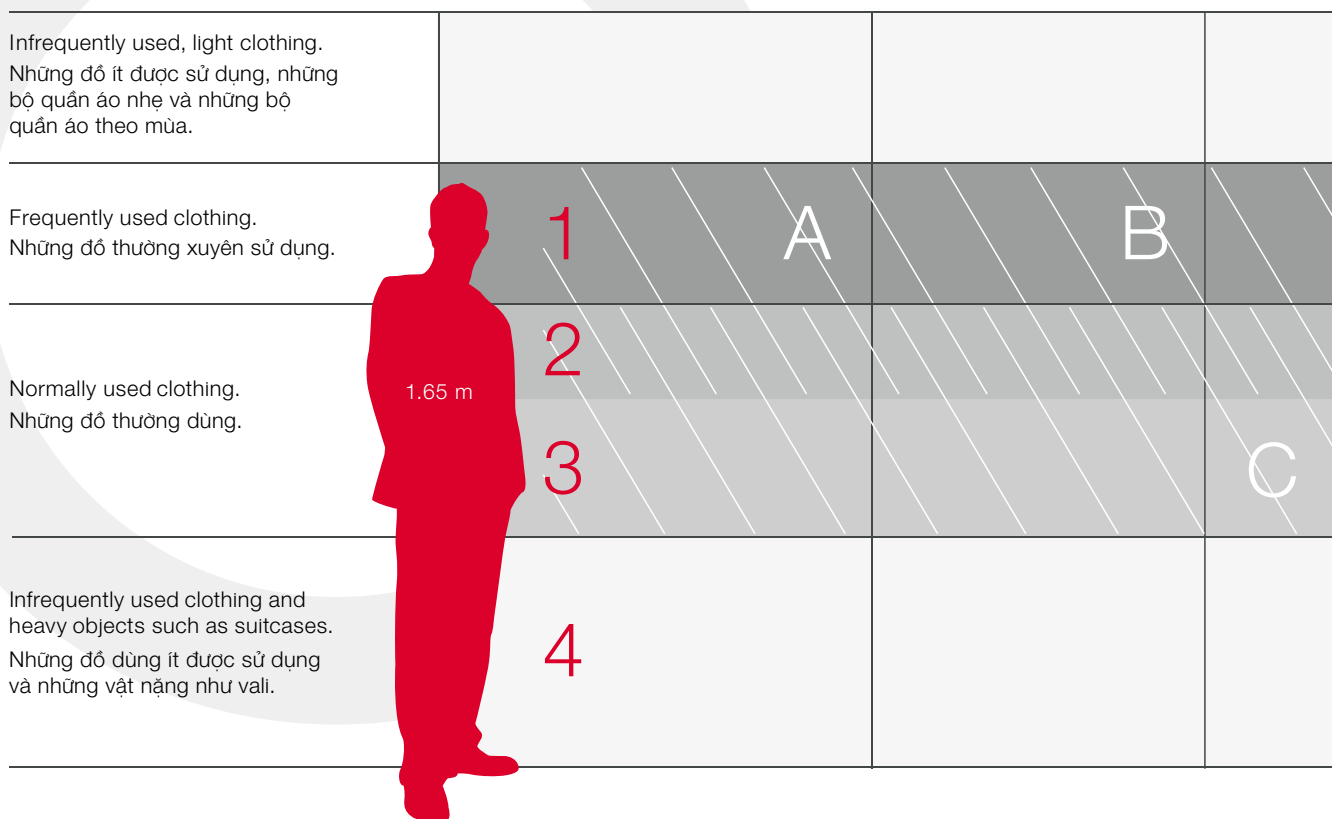 Infrequently used, light clothing.
Những đồ ít được sử dụng, những
bộ quần áo nhẹ và những bộ
quần áo theo mùa.
Frequently used clothing.
Những đồ thường xuyên sử dụng.
1
A
B
2
Normally used clothing.
Những đồ thường dùng.
1.65 m
3
C
Infrequently used clothing and
heavy objects such as suitcases.
Những đồ dùng ít được sử dụng
và những vật nặng như vali.
4